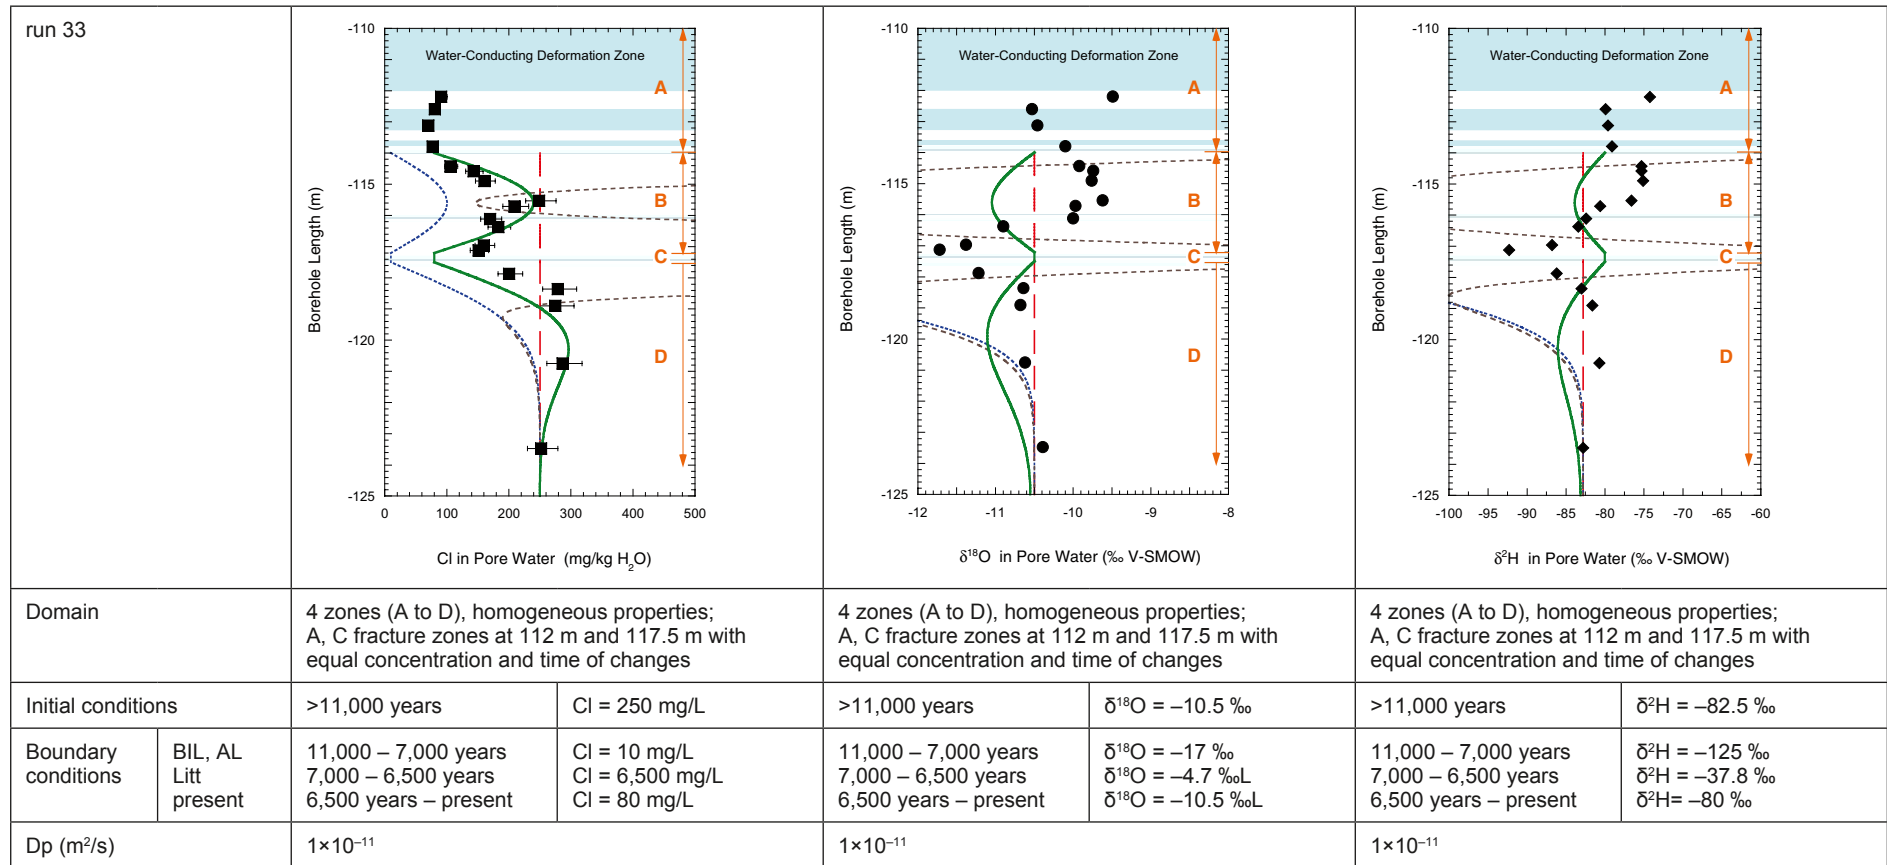 run 33
-110
-115
-120
-125
Borehole Length (m)
Water-Conducting Deformation Zone
A
B
C
D
0 100 200 300 400 500
Cl in Pore Water (mg/kg H₂O)
-110
-115
-120
-125
Borehole Length (m)
Water-Conducting Deformation Zone
A
B
C
D
-12 -11 -10 -9 -8
δ¹⁸O in Pore Water (‰ V-SMOW)
-110
-115
-120
-125
Borehole Length (m)
Water-Conducting Deformation Zone
A
B
C
D
-100 -95 -90 -85 -80 -75 -70 -65 -60
δ²H in Pore Water (‰ V-SMOW)
Domain
4 zones (A to D), homogeneous properties;
A, C fracture zones at 112 m and 117.5 m with
equal concentration and time of changes
4 zones (A to D), homogeneous properties;
A, C fracture zones at 112 m and 117.5 m with
equal concentration and time of changes
4 zones (A to D), homogeneous properties;
A, C fracture zones at 112 m and 117.5 m with
equal concentration and time of changes
Initial conditions
>11,000 years
Cl = 250 mg/L
>11,000 years
δ¹⁸O = –10.5 ‰
>11,000 years
δ²H = –82.5 ‰
Boundary
conditions
BIL, AL
Litt
present
11,000 – 7,000 years
7,000 – 6,500 years
6,500 years – present
Cl = 10 mg/L
Cl = 6,500 mg/L
Cl = 80 mg/L
11,000 – 7,000 years
7,000 – 6,500 years
6,500 years – present
δ¹⁸O = –17 ‰
δ¹⁸O = –4.7 ‰L
δ¹⁸O = –10.5 ‰L
11,000 – 7,000 years
7,000 – 6,500 years
6,500 years – present
δ²H = –125 ‰
δ²H = –37.8 ‰
δ²H= –80 ‰
Dp (m²/s)
1×10⁻¹¹
1×10⁻¹¹
1×10⁻¹¹